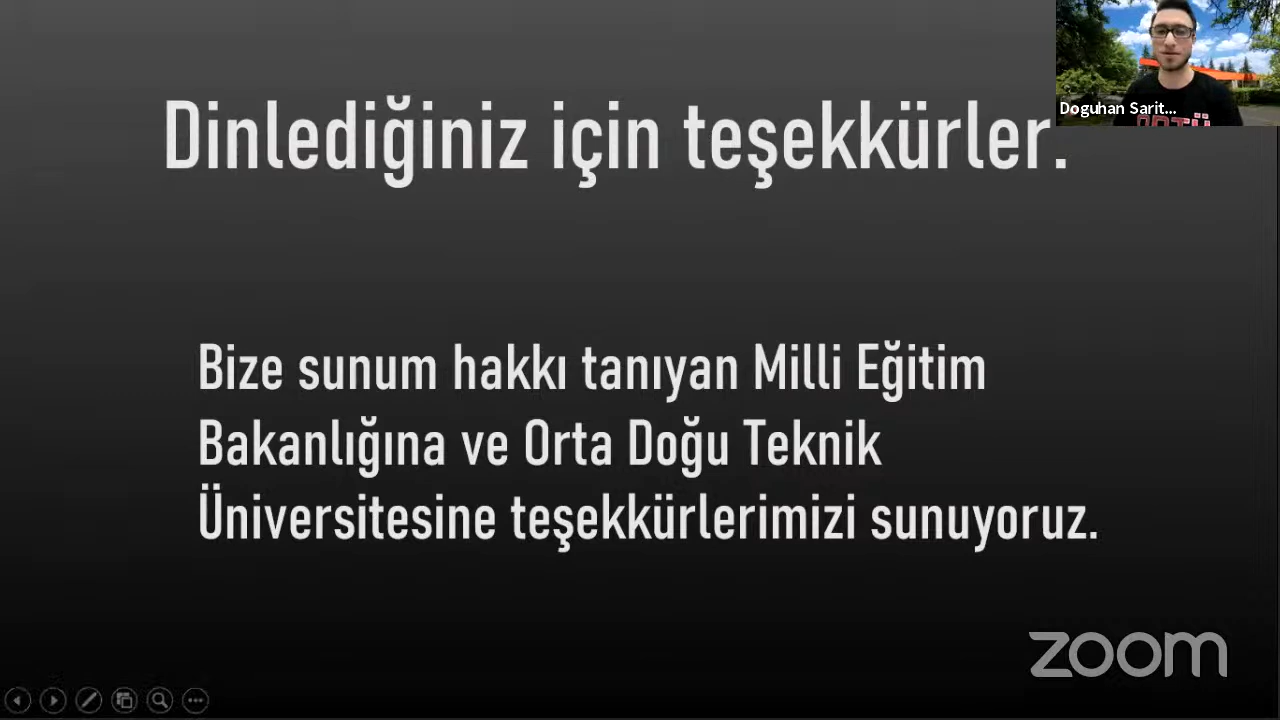 Dinlediğiniz için teşekkürler.
Doguhan Sarit...
ODTÜ
Bize sunum hakkı tanıyan Milli Eğitim
Bakanlığına ve Orta Doğu Teknik
Üniversitesine teşekkürlerimizi sunuyoruz.
zoom